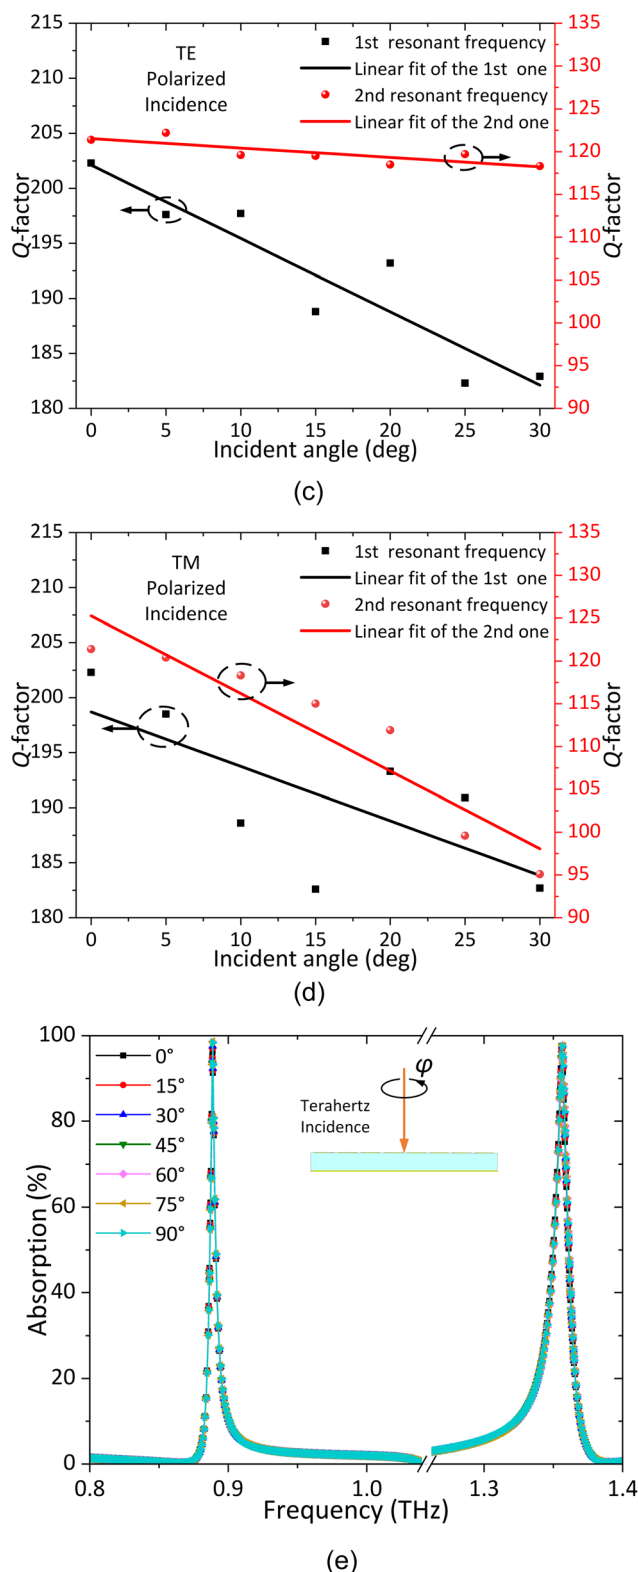 215
210
205
200
195
190
185
180
Q-factor
TE
Polarized
Incidence
1st resonant frequency
Linear fit of the 1st one
2nd resonant frequency
Linear fit of the 2nd one
135
130
125
120
115
110
105
100
95
90
Q-factor
0 5 10 15 20 25 30
Incident angle (deg)
(c)
215
210
205
200
195
190
185
180
Q-factor
TM
Polarized
Incidence
1st resonant frequency
Linear fit of the 1st one
2nd resonant frequency
Linear fit of the 2nd one
135
130
125
120
115
110
105
100
95
90
Q-factor
0 5 10 15 20 25 30
Incident angle (deg)
(d)
100
80
60
40
20
0
Absorption (%)
0°
15°
30°
45°
60°
75°
90°
φ
Terahertz
Incidence
0.8 0.9 1.0 1.3 1.4
Frequency (THz)
(e)